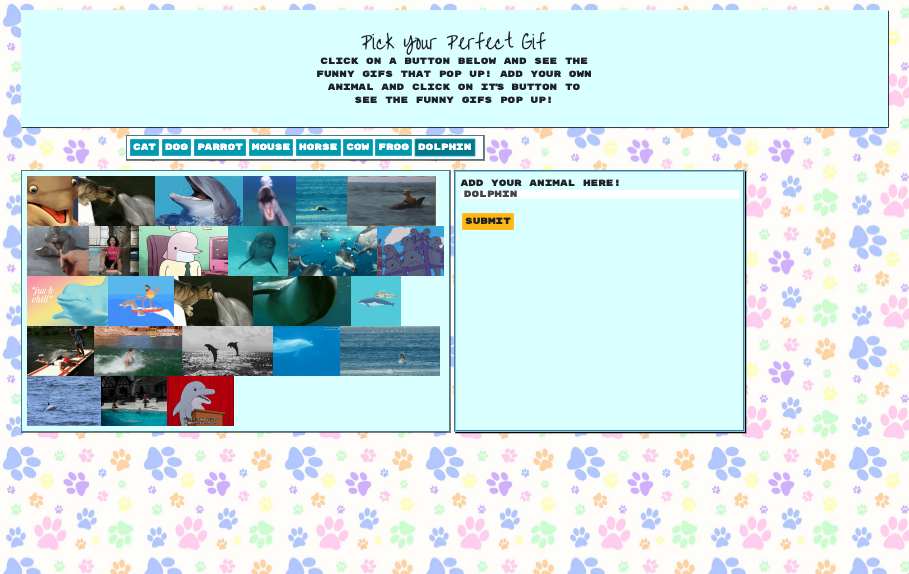 Pick Your Perfect Gif
CLICK ON A BUTTON BELOW AND SEE THE
FUNNY GIFS THAT POP UP! ADD YOUR OWN
ANIMAL AND CLICK ON IT'S BUTTON TO
SEE THE FUNNY GIFS POP UP!
CAT DOG PARROT MOUSE HORSE COW FROG DOLPHIN
ADD YOUR ANIMAL HERE!
DOLPHIN
SUBMIT
"just
chill"